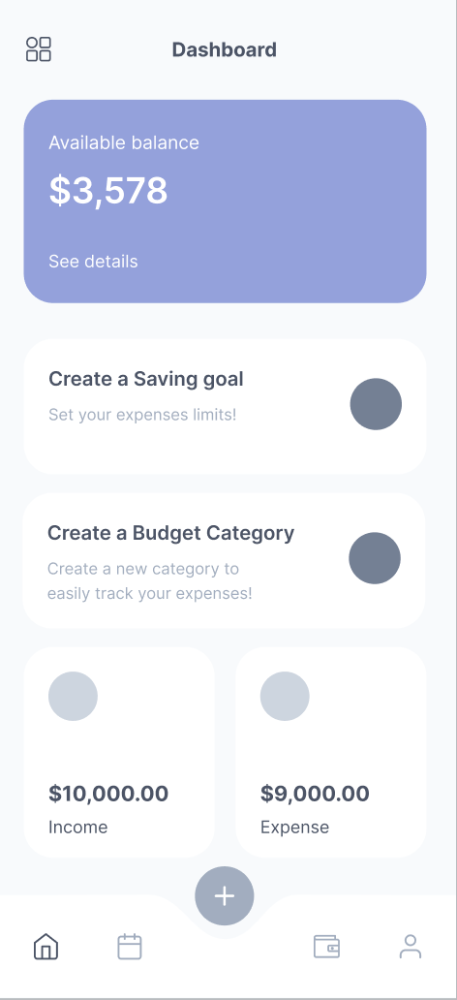 Dashboard
Available balance
$3,578
See details
Create a Saving goal
Set your expenses limits!
Create a Budget Category
Create a new category to
easily track your expenses!
$10,000.00
Income
$9,000.00
Expense